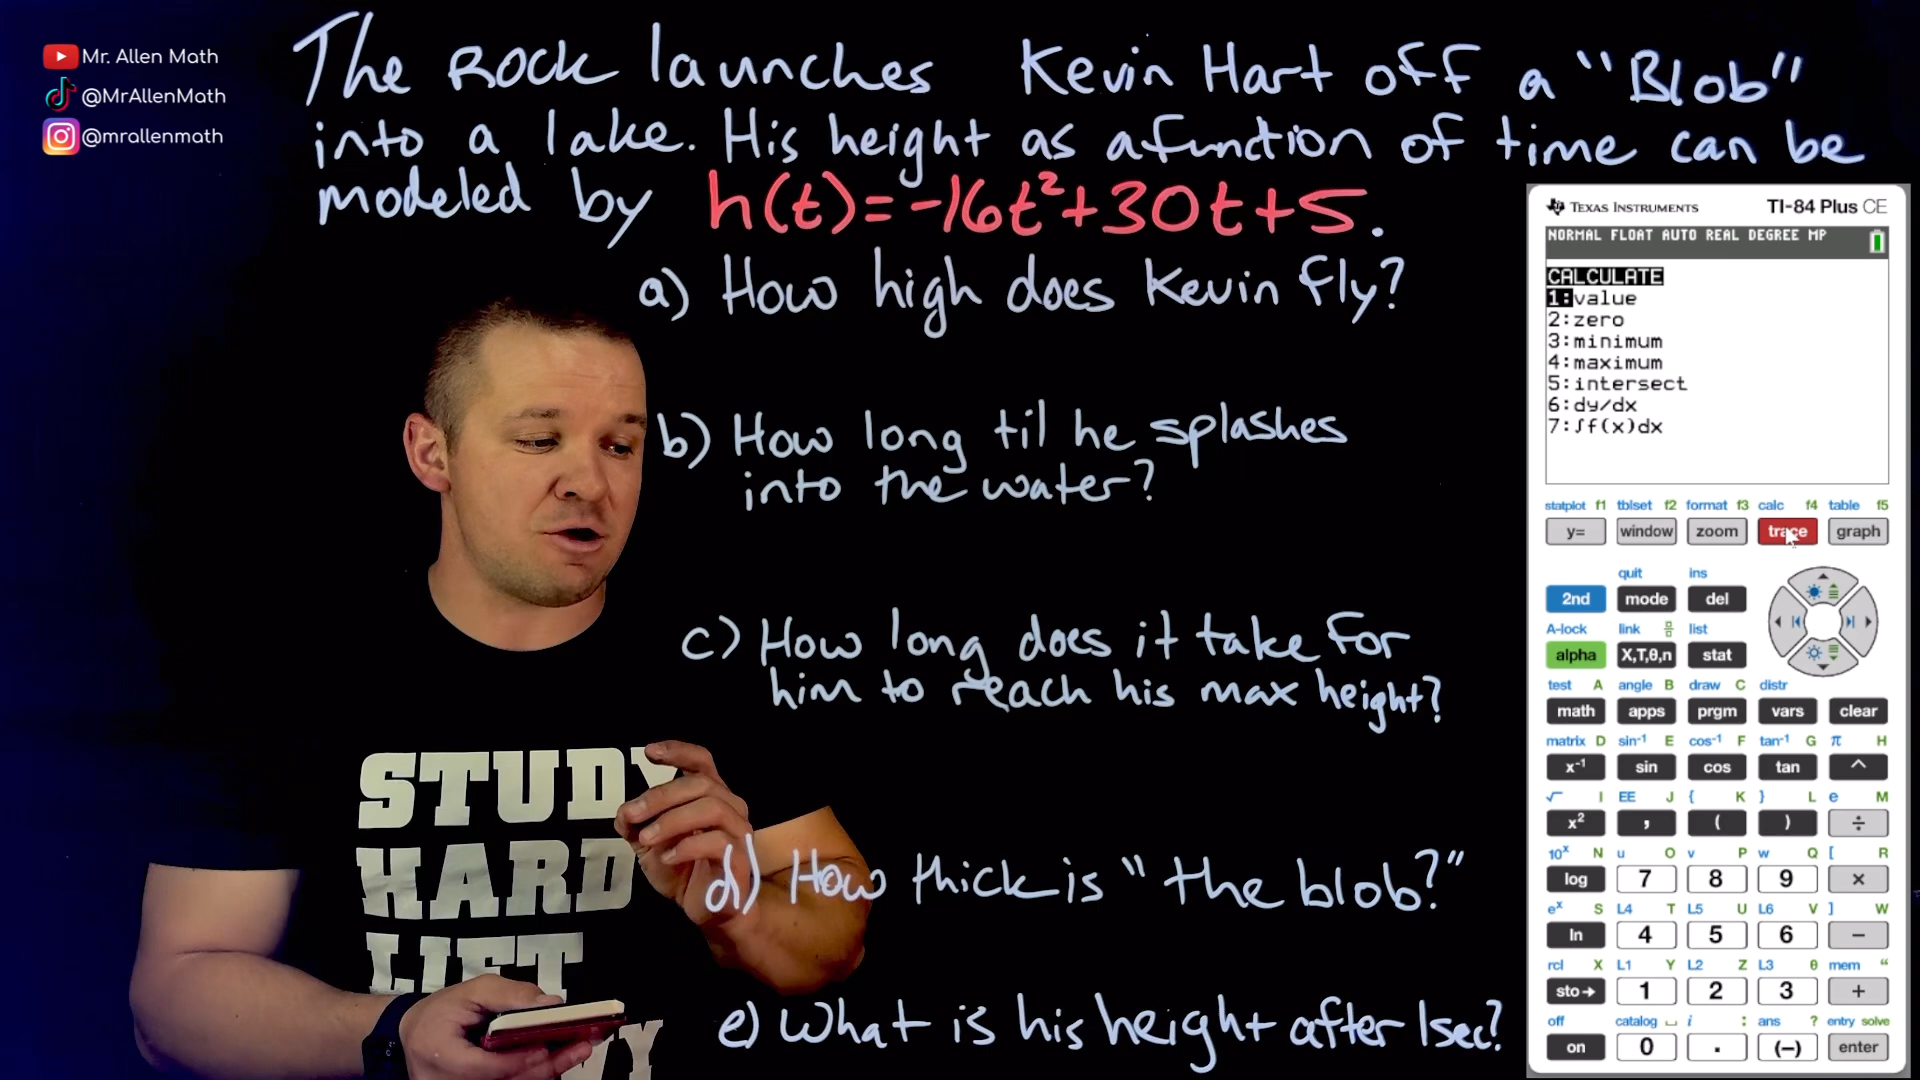 Mr. Allen Math
@MrAllenMath
@mrallenmath
The Rock launches Kevin Hart off a "Blob"
into a lake. His height as a function of time can be
modeled by h(t)=-16t²+30t+5.
a) How high does Kevin fly?
b) How long til he splashes
into the water?
c) How long does it take for
him to reach his max height?
d) How thick is "the blob?"
e) What is his height after 1sec?
STUDY
HARD
LIFT
TEXAS INSTRUMENTS TI-84 Plus CE
NORMAL FLOAT AUTO REAL DEGREE MP
CALCULATE
1:value
2:zero
3:minimum
4:maximum
5:intersect
6:dy/dx
7:∫f(x)dx
statplot f1 tblset f2 format f3 calc f4 table f5
y= window zoom trace graph
quit ins
2nd mode del
A-lock link list
alpha X,T,θ,n stat
test A angle B draw C distr
math apps prgm vars clear
matrix D sin⁻¹ E cos⁻¹ F tan⁻¹ G π H
x⁻¹ sin cos tan ^
√ I EE J { K } L e M
x² , ( ) ÷
10ˣ N u O v P w Q [ R
log 7 8 9 ×
eˣ S L4 T L5 U L6 V ] W
ln 4 5 6 −
rcl X L1 Y L2 Z L3 θ mem “
sto→ 1 2 3 +
off catalog ⎵ i : ans ? entry solve
on 0 . (−) enter